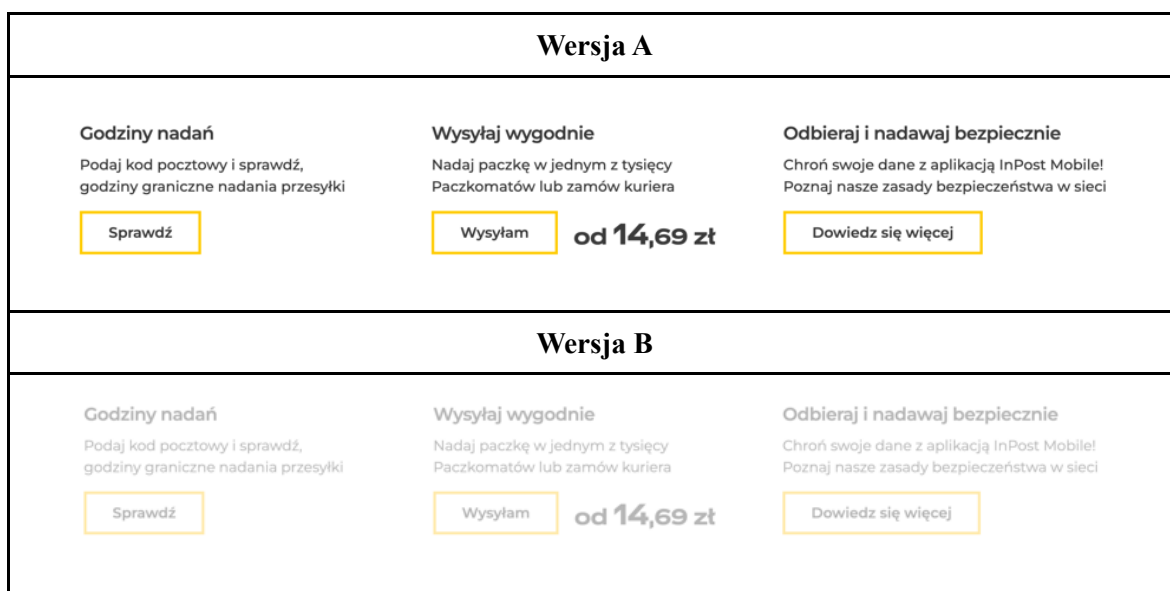 Wersja A
Godziny nadań
Podaj kod pocztowy i sprawdź,
godziny graniczne nadania przesyłki
Sprawdź
Wysyłaj wygodnie
Nadaj paczkę w jednym z tysięcy
Paczkomatów lub zamów kuriera
Wysyłam
od 14,69 zł
Odbieraj i nadawaj bezpiecznie
Chroń swoje dane z aplikacją InPost Mobile!
Poznaj nasze zasady bezpieczeństwa w sieci
Dowiedz się więcej
Wersja B
Godziny nadań
Podaj kod pocztowy i sprawdź,
godziny graniczne nadania przesyłki
Sprawdź
Wysyłaj wygodnie
Nadaj paczkę w jednym z tysięcy
Paczkomatów lub zamów kuriera
Wysyłam
od 14,69 zł
Odbieraj i nadawaj bezpiecznie
Chroń swoje dane z aplikacją InPost Mobile!
Poznaj nasze zasady bezpieczeństwa w sieci
Dowiedz się więcej